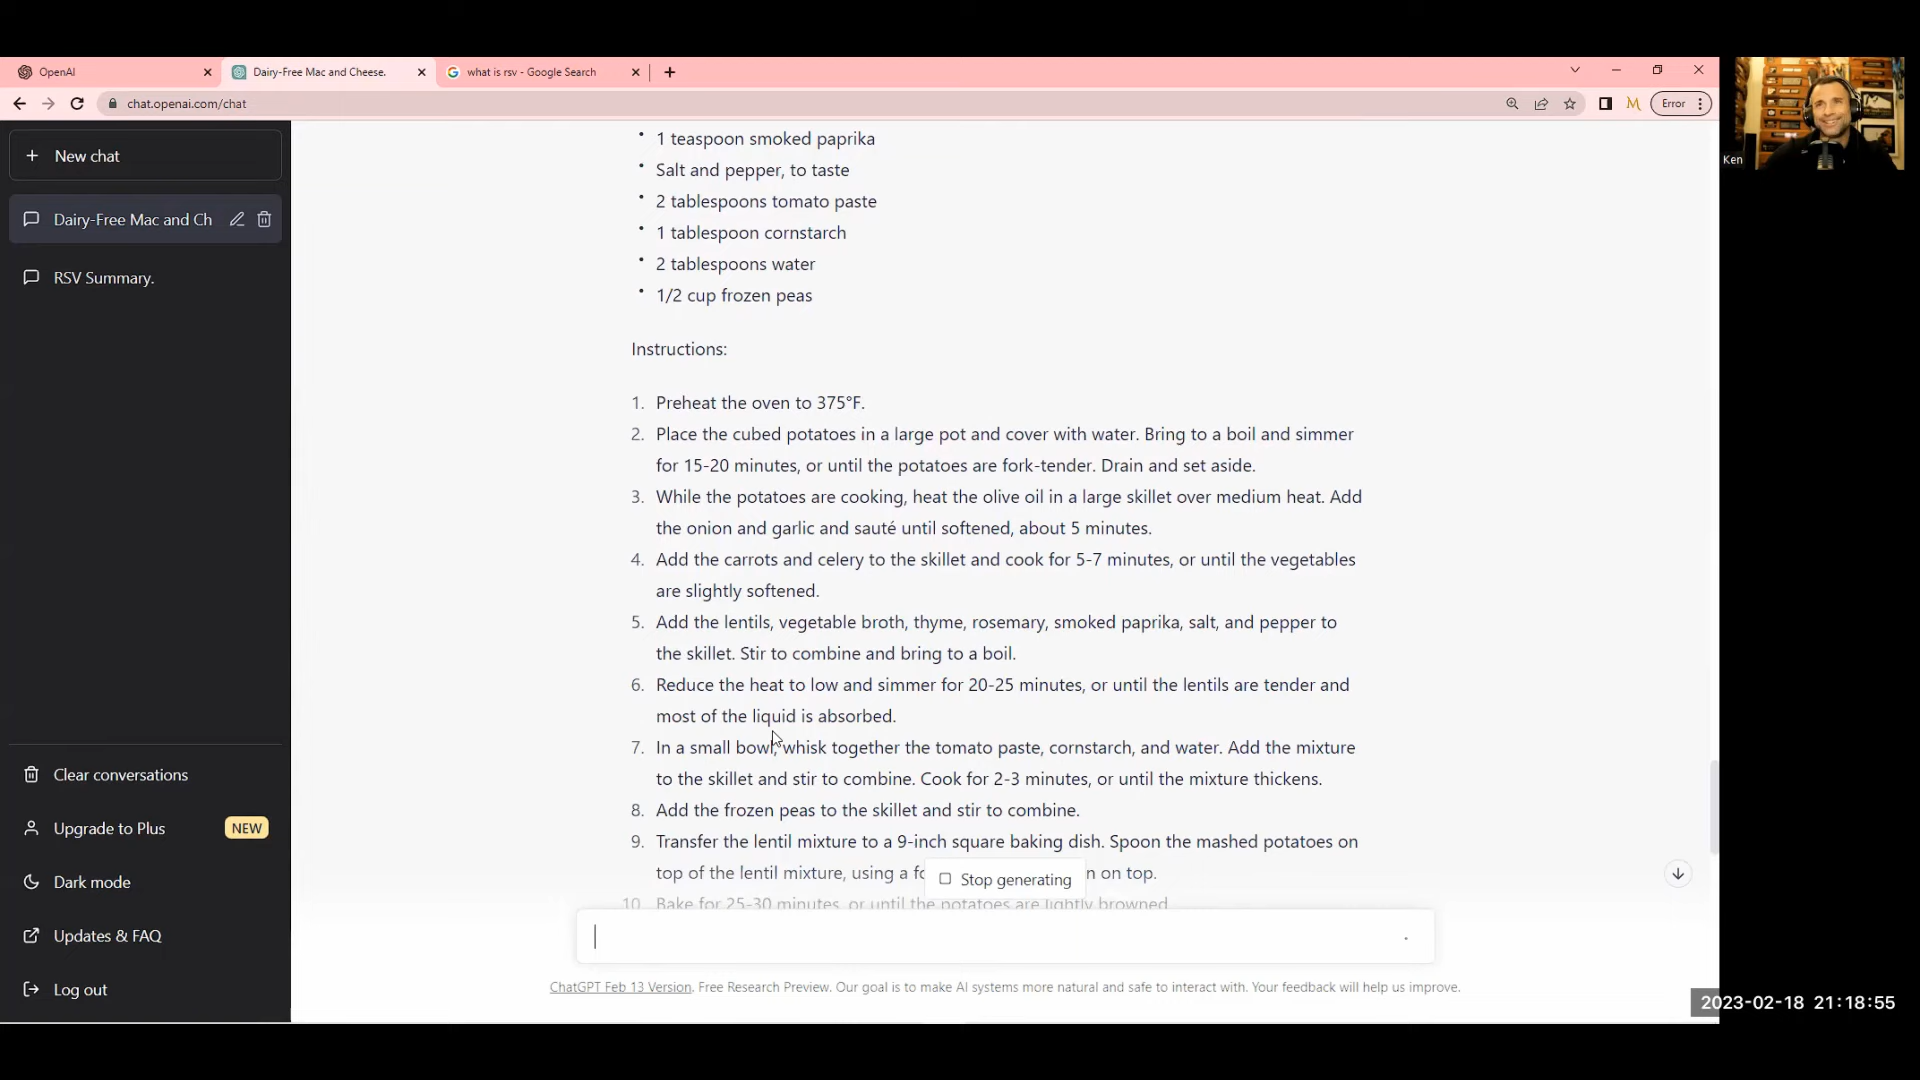 OpenAI
Dairy-Free Mac and Cheese.
what is rsv - Google Search
chat.openai.com/chat
Error
Ken
New chat
Dairy-Free Mac and Ch
RSV Summary.
• 1 teaspoon smoked paprika
• Salt and pepper, to taste
• 2 tablespoons tomato paste
• 1 tablespoon cornstarch
• 2 tablespoons water
• 1/2 cup frozen peas
Instructions:
1. Preheat the oven to 375°F.
2. Place the cubed potatoes in a large pot and cover with water. Bring to a boil and simmer
for 15-20 minutes, or until the potatoes are fork-tender. Drain and set aside.
3. While the potatoes are cooking, heat the olive oil in a large skillet over medium heat. Add
the onion and garlic and sauté until softened, about 5 minutes.
4. Add the carrots and celery to the skillet and cook for 5-7 minutes, or until the vegetables
are slightly softened.
5. Add the lentils, vegetable broth, thyme, rosemary, smoked paprika, salt, and pepper to
the skillet. Stir to combine and bring to a boil.
6. Reduce the heat to low and simmer for 20-25 minutes, or until the lentils are tender and
most of the liquid is absorbed.
7. In a small bowl, whisk together the tomato paste, cornstarch, and water. Add the mixture
to the skillet and stir to combine. Cook for 2-3 minutes, or until the mixture thickens.
8. Add the frozen peas to the skillet and stir to combine.
9. Transfer the lentil mixture to a 9-inch square baking dish. Spoon the mashed potatoes on
top of the lentil mixture, using a fo n on top.
Stop generating
10. Bake for 25-30 minutes, or until the potatoes are lightly browned.
Clear conversations
Upgrade to Plus NEW
Dark mode
Updates & FAQ
Log out
ChatGPT Feb 13 Version. Free Research Preview. Our goal is to make AI systems more natural and safe to interact with. Your feedback will help us improve.
2023-02-18 21:18:55